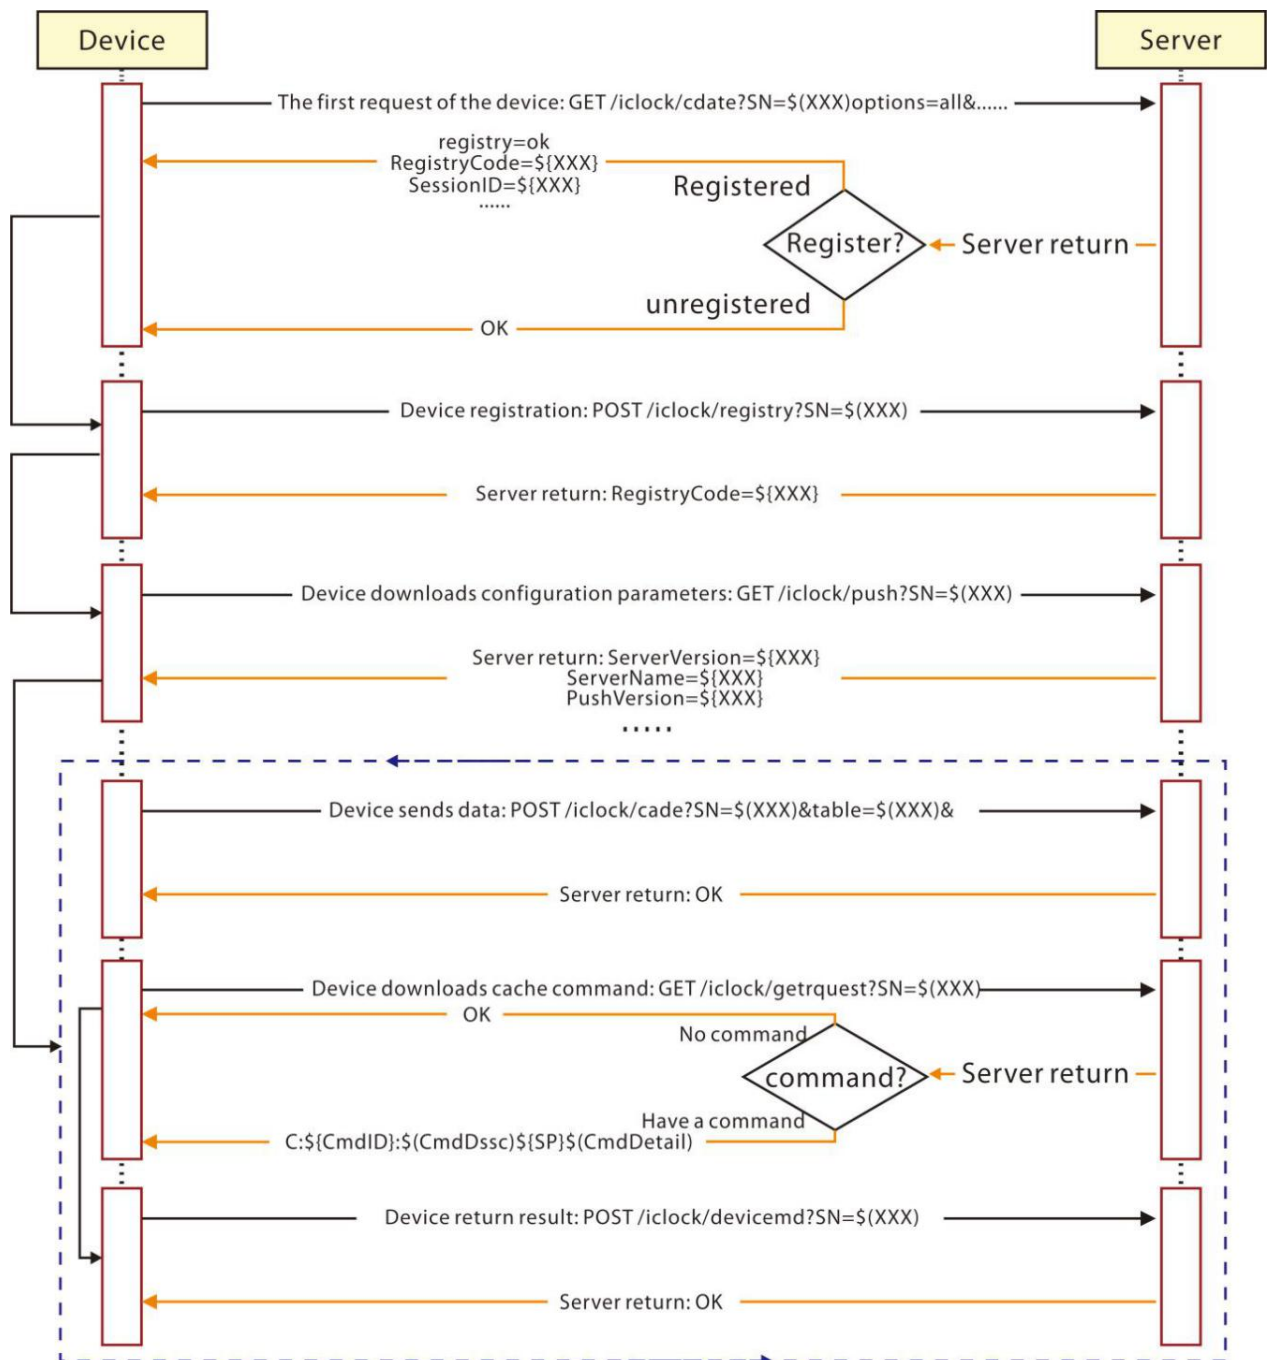 Device
Server
The first request of the device: GET /iclock/cdate?SN=$(XXX)options=all&......
registry=ok
RegistryCode=${XXX}
SessionID=${XXX}
......
Registered
Register?
Server return
unregistered
OK
Device registration: POST /iclock/registry?SN=$(XXX)
Server return: RegistryCode=${XXX}
Device downloads configuration parameters: GET /iclock/push?SN=$(XXX)
Server return: ServerVersion=${XXX}
ServerName=${XXX}
PushVersion=${XXX}
.....
Device sends data: POST /iclock/cade?SN=$(XXX)&table=$(XXX)&
Server return: OK
Device downloads cache command: GET /iclock/getrquest?SN=$(XXX)
OK
No command
command?
Server return
Have a command
C:${CmdID}:$(CmdDssc)${SP}$(CmdDetail)
Device return result: POST /iclock/devicemd?SN=$(XXX)
Server return: OK